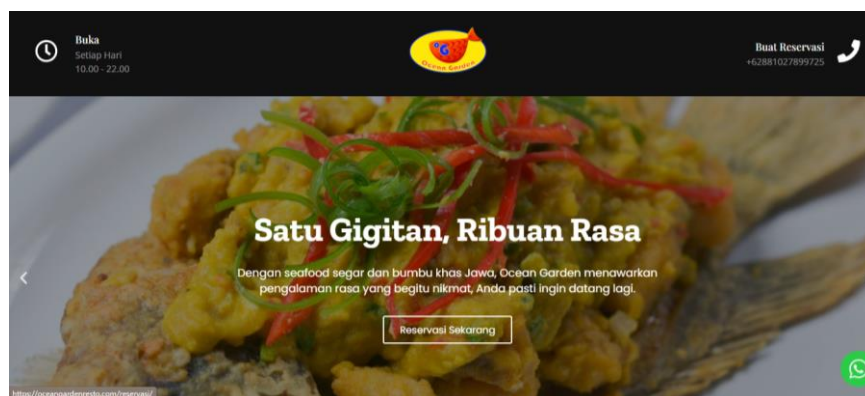 Buka
Setiap Hari
10.00 - 22.00
°G
Ocean Garden
Buat Reservasi
+62881027899725
Satu Gigitan, Ribuan Rasa
Dengan seafood segar dan bumbu khas Jawa, Ocean Garden menawarkan
pengalaman rasa yang begitu nikmat, Anda pasti ingin datang lagi.
Reservasi Sekarang
https://oceangardenresto.com/reservasi/